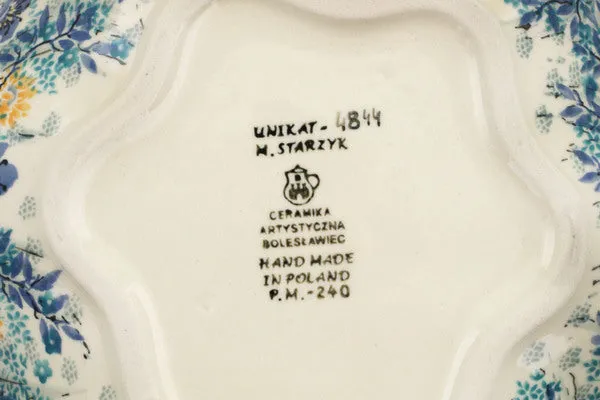 UNIKAT - 4844
M. STARZYK
CERAMIKA
ARTYSTYCZNA
BOLESŁAWIEC
HAND MADE
IN POLAND
P.M.-240